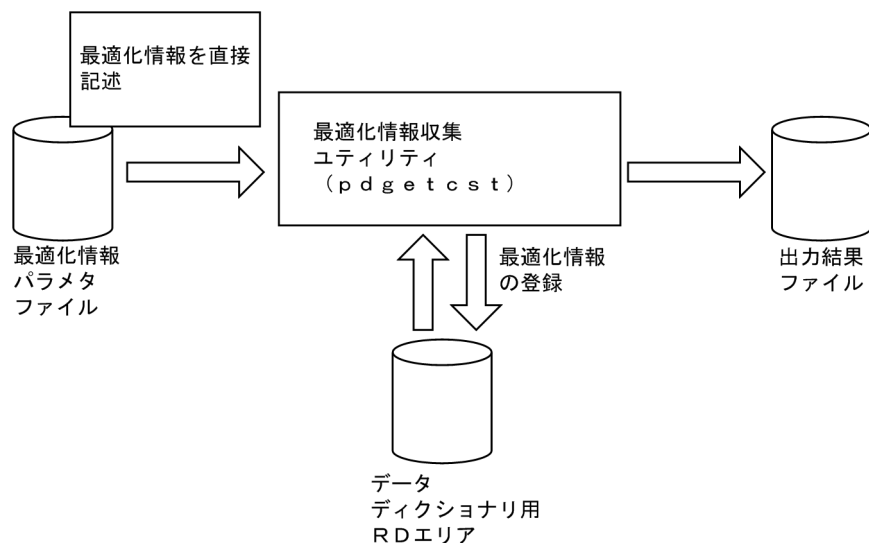 最適化情報を直接
記述
最適化情報収集
ユティリティ
（ｐｄｇｅｔｃｓｔ）
最適化情報
パラメタ
ファイル
最適化情報
の登録
出力結果
ファイル
データ
ディクショナリ用
ＲＤエリア